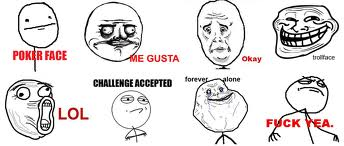 POKER FACE
ME GUSTA
Okay
trollface
LOL
CHALLENGE ACCEPTED
forever alone
FUCK YEA.